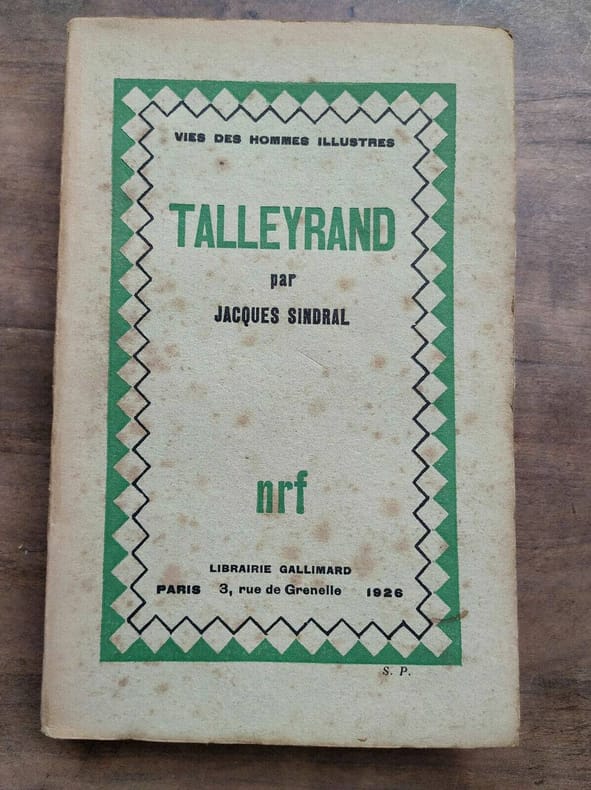 VIES DES HOMMES ILLUSTRES
TALLEYRAND
par
JACQUES SINDRAL
nrf
LIBRAIRIE GALLIMARD
PARIS 3, rue de Grenelle 1926
S. P.